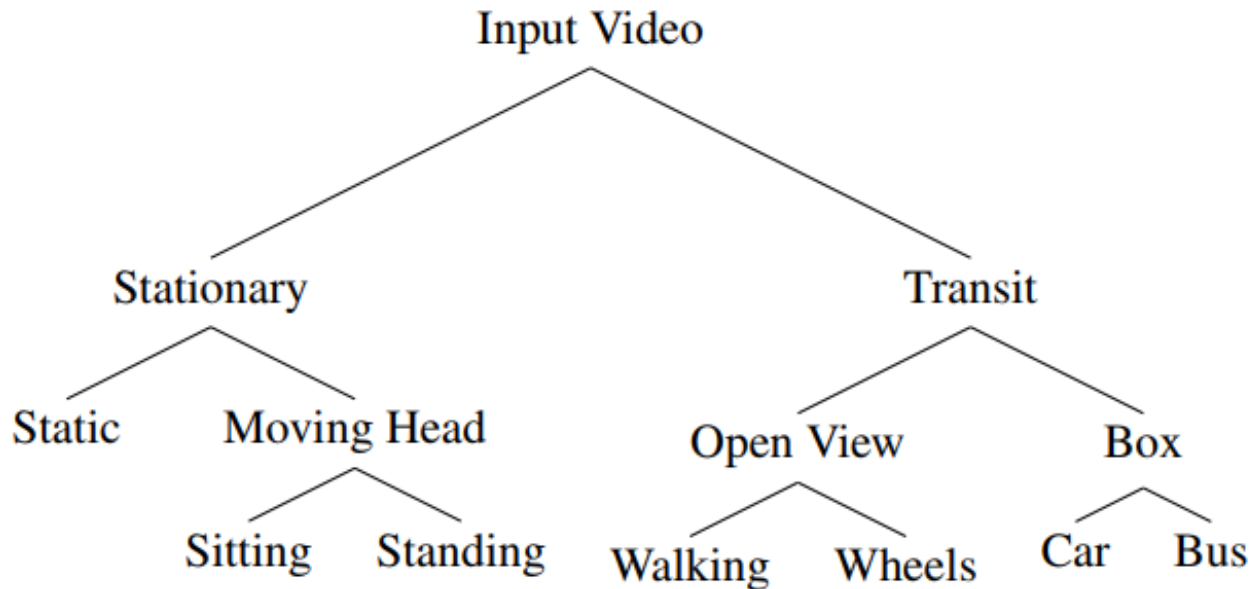 Input Video
Stationary Transit
Static Moving Head Open View Box
Sitting Standing Walking Wheels Car Bus